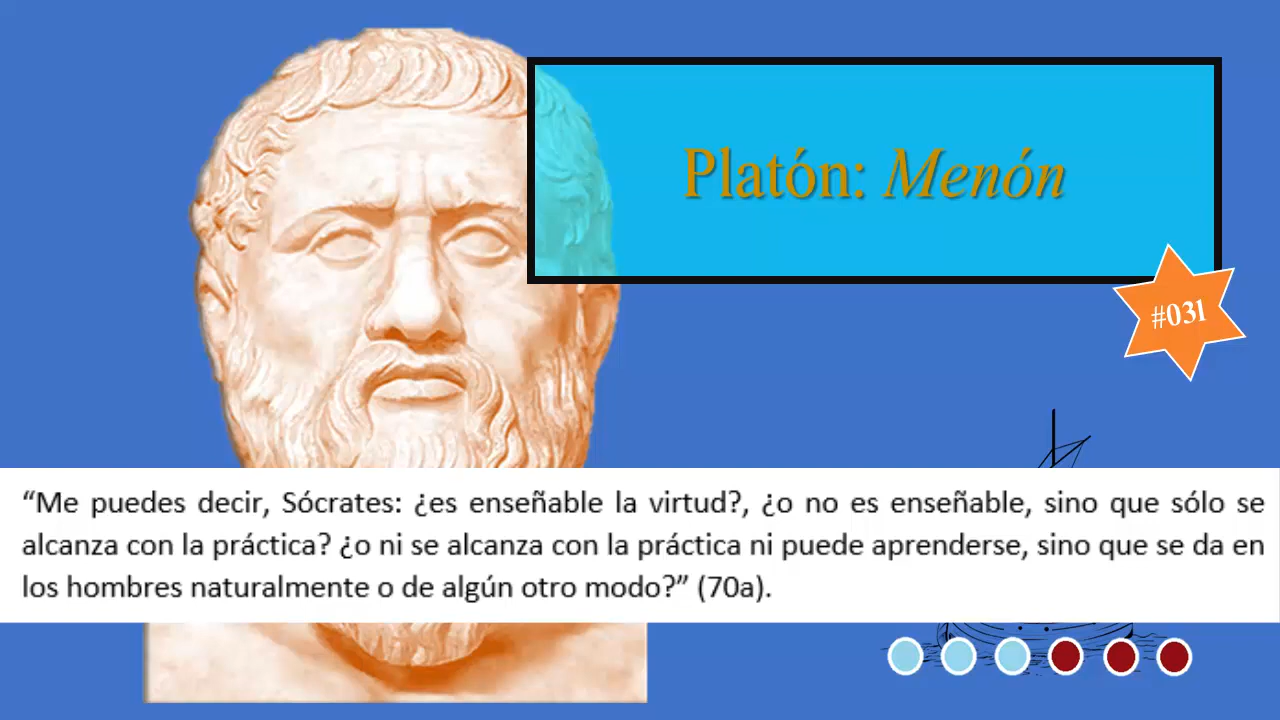 Platón: Menón
#031
“Me puedes decir, Sócrates: ¿es enseñable la virtud?, ¿o no es enseñable, sino que sólo se
alcanza con la práctica? ¿o ni se alcanza con la práctica ni puede aprenderse, sino que se da en
los hombres naturalmente o de algún otro modo?” (70a).